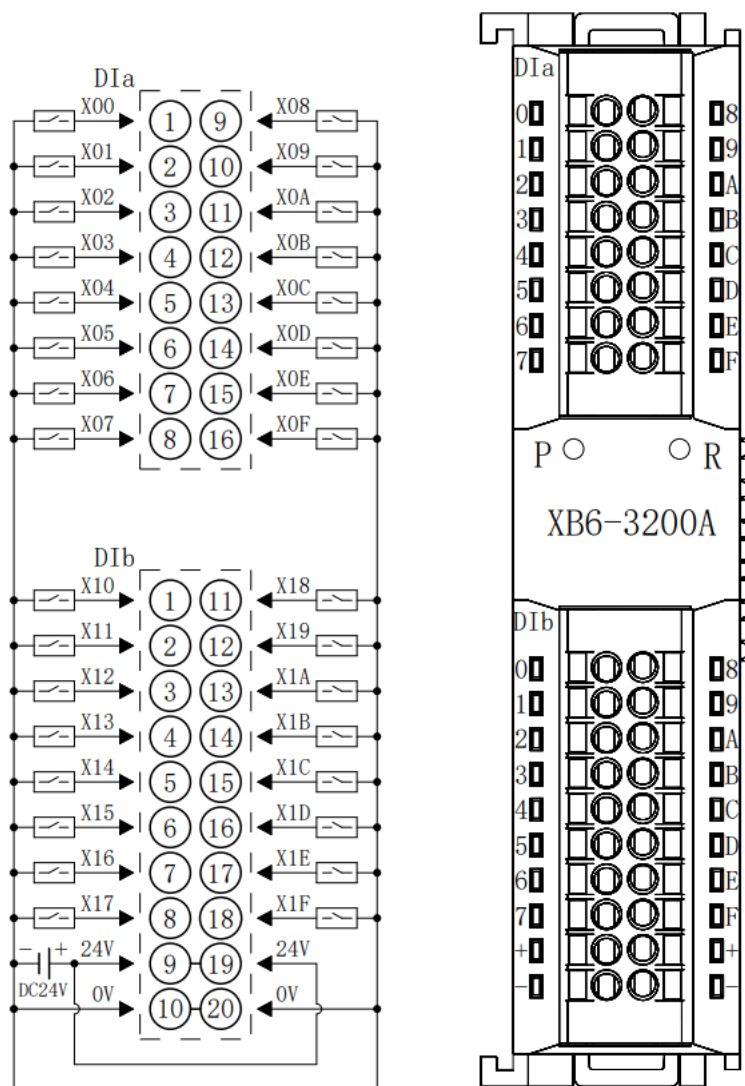 DIa
X00 1 9 X08
X01 2 10 X09
X02 3 11 X0A
X03 4 12 X0B
X04 5 13 X0C
X05 6 14 X0D
X06 7 15 X0E
X07 8 16 X0F
DIb
X10 1 11 X18
X11 2 12 X19
X12 3 13 X1A
X13 4 14 X1B
X14 5 15 X1C
X15 6 16 X1D
X16 7 17 X1E
X17 8 18 X1F
- + 24V 9 19 24V
DC24V 0V 10 20 0V
DIa
0 8
1 9
2 A
3 B
4 C
5 D
6 E
7 F
P R
XB6-3200A
DIb
0 8
1 9
2 A
3 B
4 C
5 D
6 E
7 F
+ +
- -